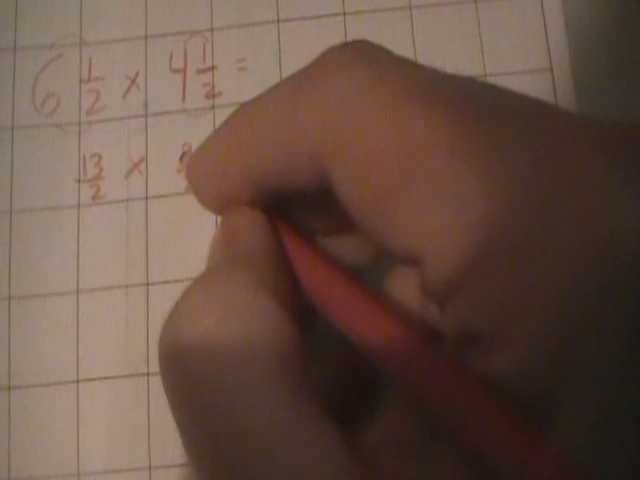 6 1/2 x 4 1/2 =
13/2 x